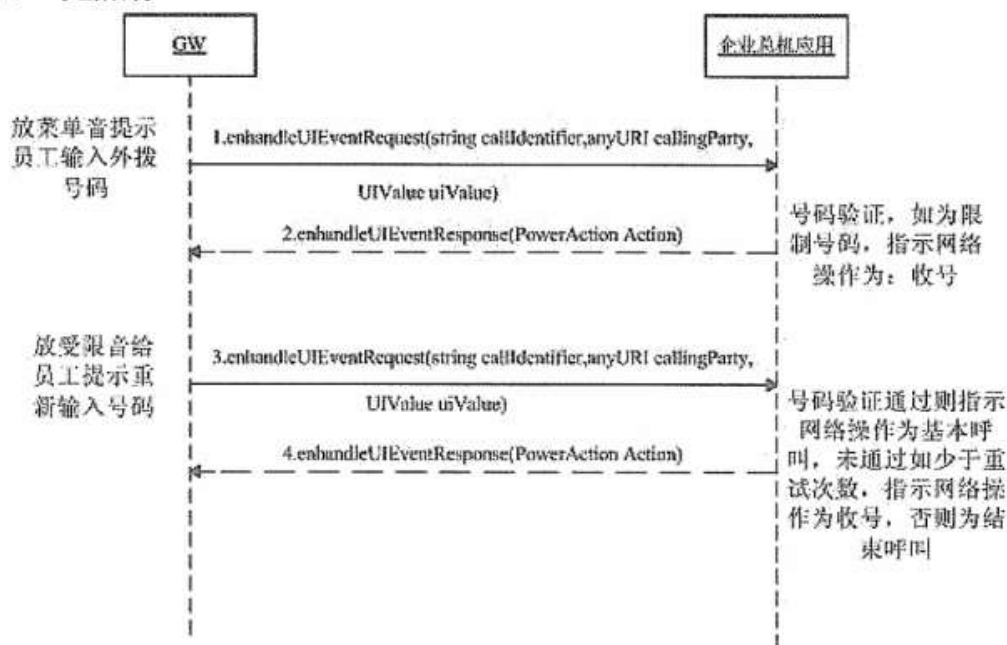 GW
企业总机应用
放菜单音提示
员工输入外拨
号码
1.enhandleUIEventRequest(string callIdentifier,anyURI callingParty,
UIValue uiValue)
2.enhandleUIEventResponse(PowerAction Action)
号码验证，如为限
制号码，指示网络
操作为：收号
放受限音给
员工提示重
新输入号码
3.enhandleUIEventRequest(string callIdentifier,anyURI callingParty,
UIValue uiValue)
4.enhandleUIEventResponse(PowerAction Action)
号码验证通过则指示
网络操作为基本呼
叫，未通过如少于重
试次数，指示网络操
作为收号，否则为结
束呼叫